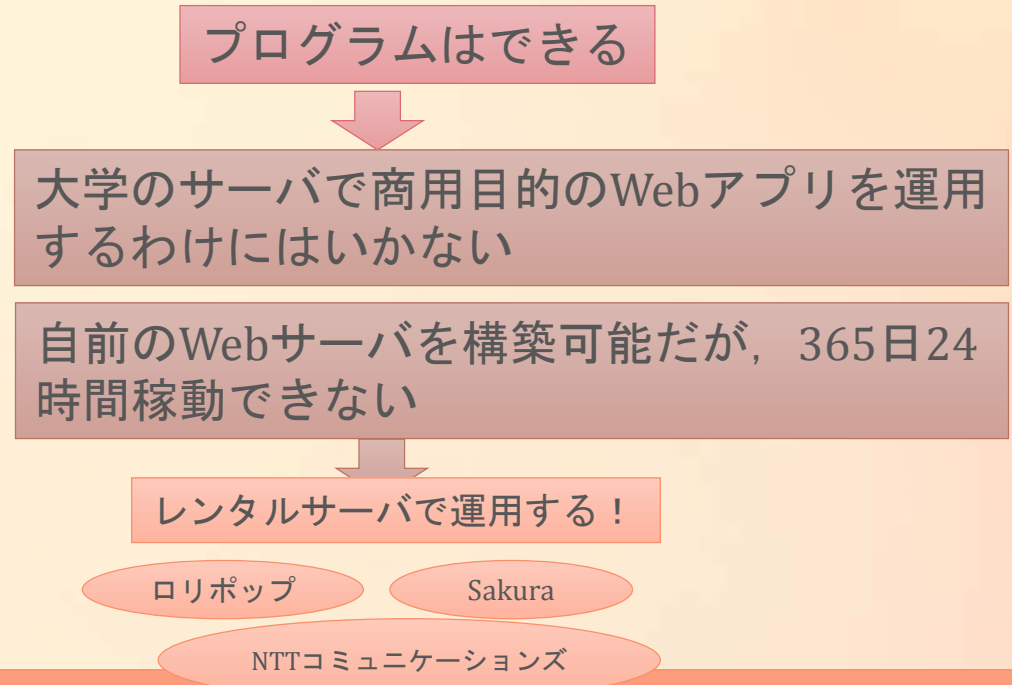 プログラムはできる
大学のサーバで商用目的のWebアプリを運用
するわけにはいかない
自前のWebサーバを構築可能だが，365日24
時間稼動できない
レンタルサーバで運用する！
ロリポップ
Sakura
NTTコミュニケーションズ